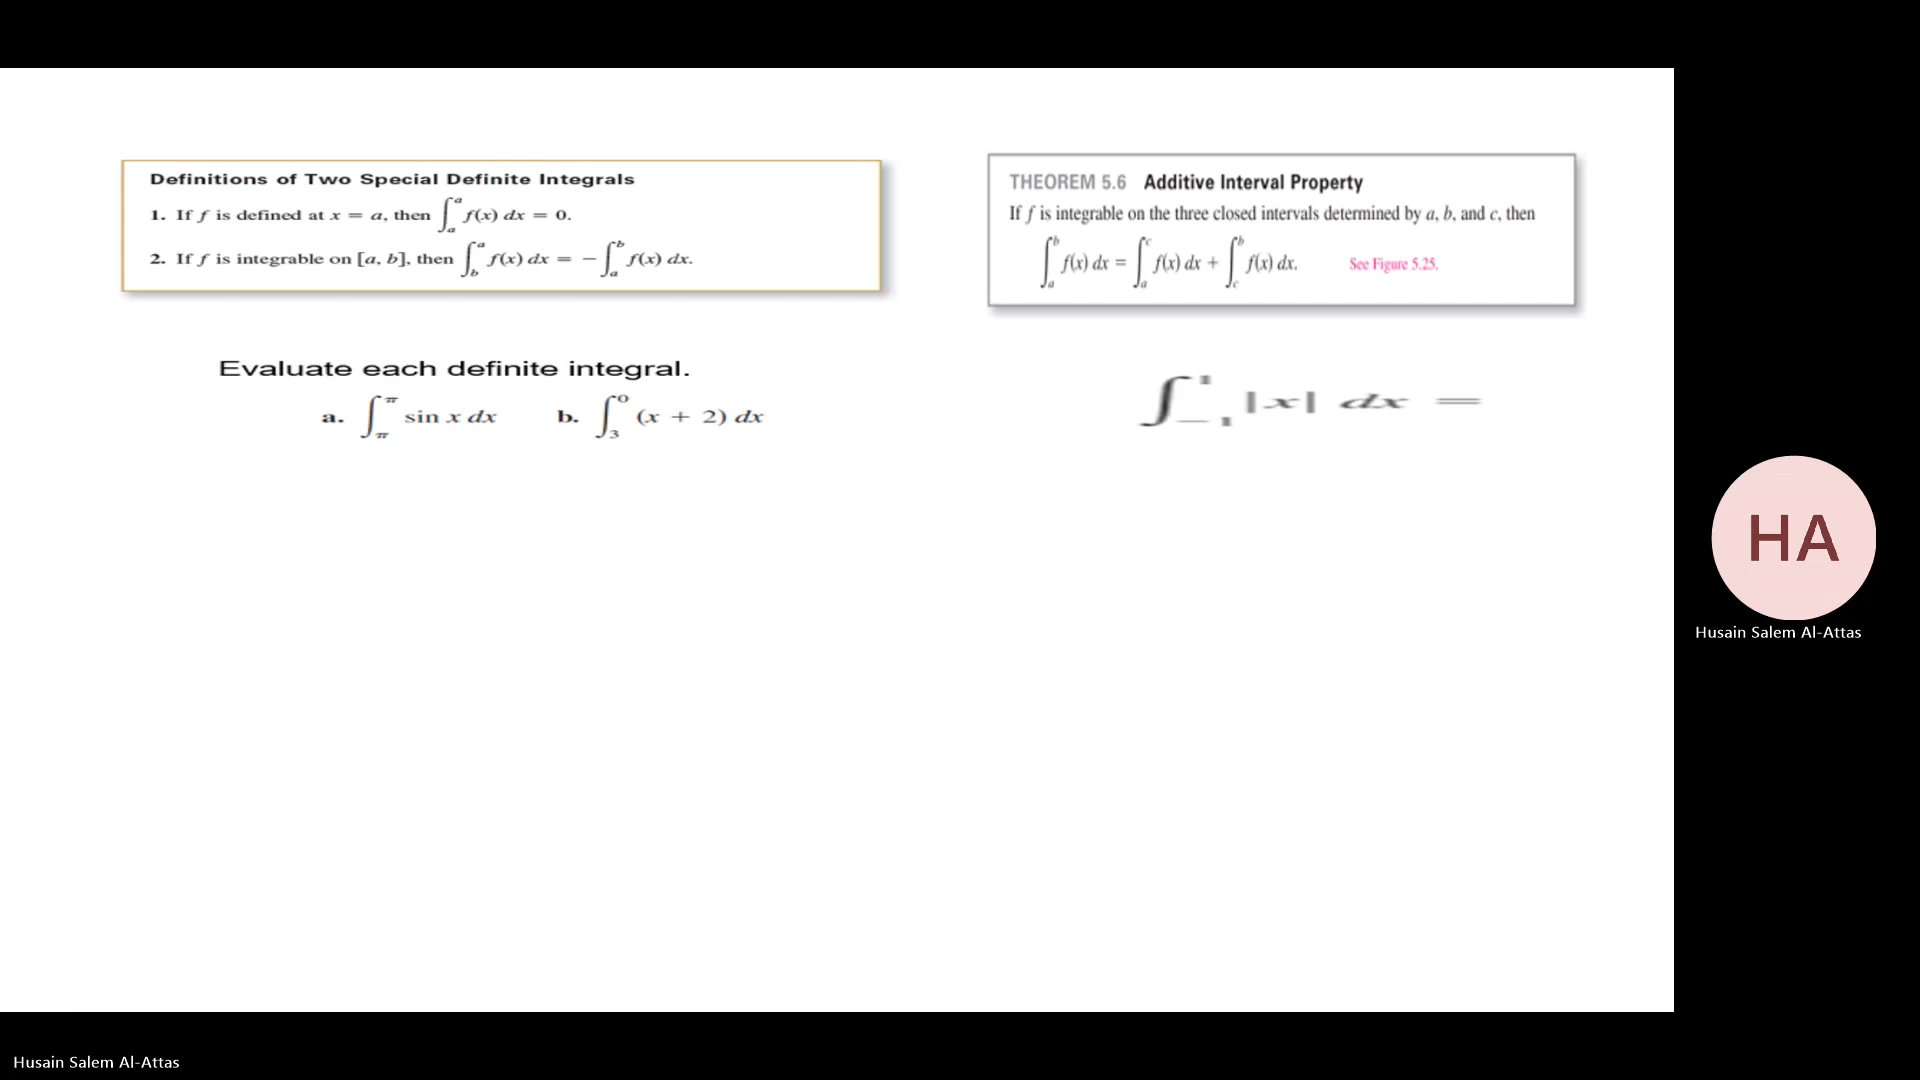 Definitions of Two Special Definite Integrals
1. If f is defined at x = a, then ∫_a^a f(x) dx = 0.
2. If f is integrable on [a, b], then ∫_b^a f(x) dx = −∫_a^b f(x) dx.
Evaluate each definite integral.
a. ∫_π^π sin x dx b. ∫_3^0 (x + 2) dx
THEOREM 5.6 Additive Interval Property
If f is integrable on the three closed intervals determined by a, b, and c, then
∫_a^b f(x) dx = ∫_a^c f(x) dx + ∫_c^b f(x) dx. See Figure 5.25.
∫_−1^1 |x| dx =
HA
Husain Salem Al-Attas
Husain Salem Al-Attas